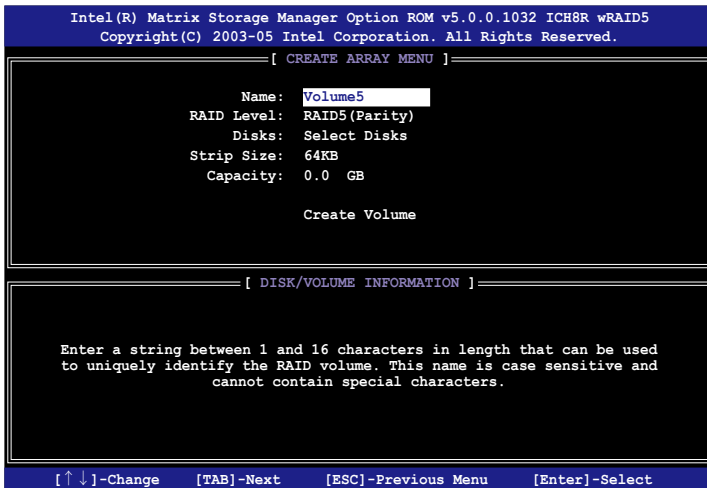 Intel(R) Matrix Storage Manager Option ROM v5.0.0.1032 ICH8R wRAID5
Copyright(C) 2003-05 Intel Corporation. All Rights Reserved.
[ CREATE ARRAY MENU ]
Name: Volume5
RAID Level: RAID5(Parity)
Disks: Select Disks
Strip Size: 64KB
Capacity: 0.0 GB
Create Volume
[ DISK/VOLUME INFORMATION ]
Enter a string between 1 and 16 characters in length that can be used
to uniquely identify the RAID volume. This name is case sensitive and
cannot contain special characters.
[↑↓]-Change [TAB]-Next [ESC]-Previous Menu [Enter]-Select